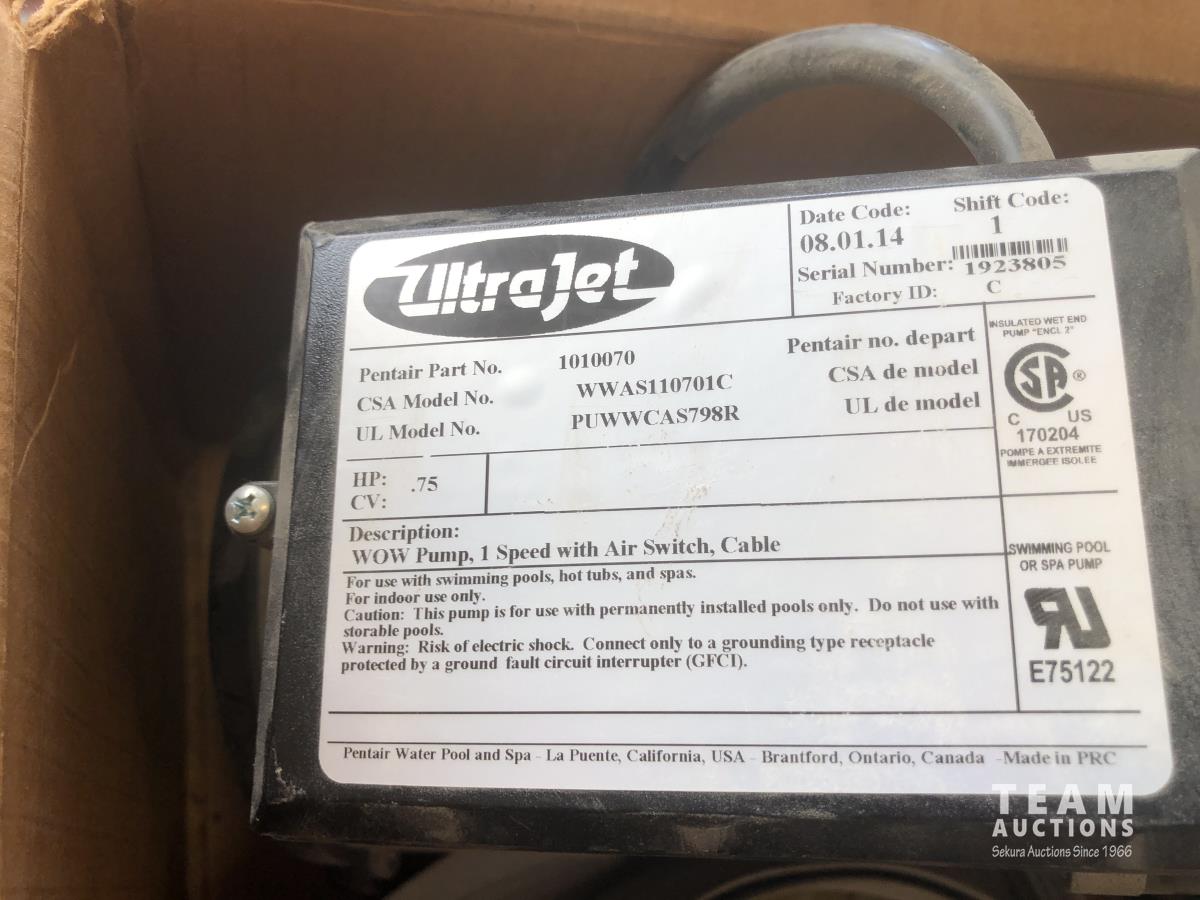 UltraJet
Date Code: Shift Code:
08.01.14 1
Serial Number: 1923805
Factory ID: C
Pentair Part No. 1010070 Pentair no. depart
CSA Model No. WWAS110701C CSA de model
UL Model No. PUWWCAS798R UL de model
INSULATED WET END
PUMP "ENCL 2"
CSA ®
C US
170204
POMPE A EXTREMITE
IMMERGEE ISOLEE
HP: .75
CV:
Description:
WOW Pump, 1 Speed with Air Switch, Cable
For use with swimming pools, hot tubs, and spas.
For indoor use only.
Caution: This pump is for use with permanently installed pools only. Do not use with
storable pools.
Warning: Risk of electric shock. Connect only to a grounding type receptacle
protected by a ground fault circuit interrupter (GFCI).
SWIMMING POOL
OR SPA PUMP
RU
E75122
Pentair Water Pool and Spa - La Puente, California, USA - Brantford, Ontario, Canada -Made in PRC
TEAM
AUCTIONS
Sekura Auctions Since 1966